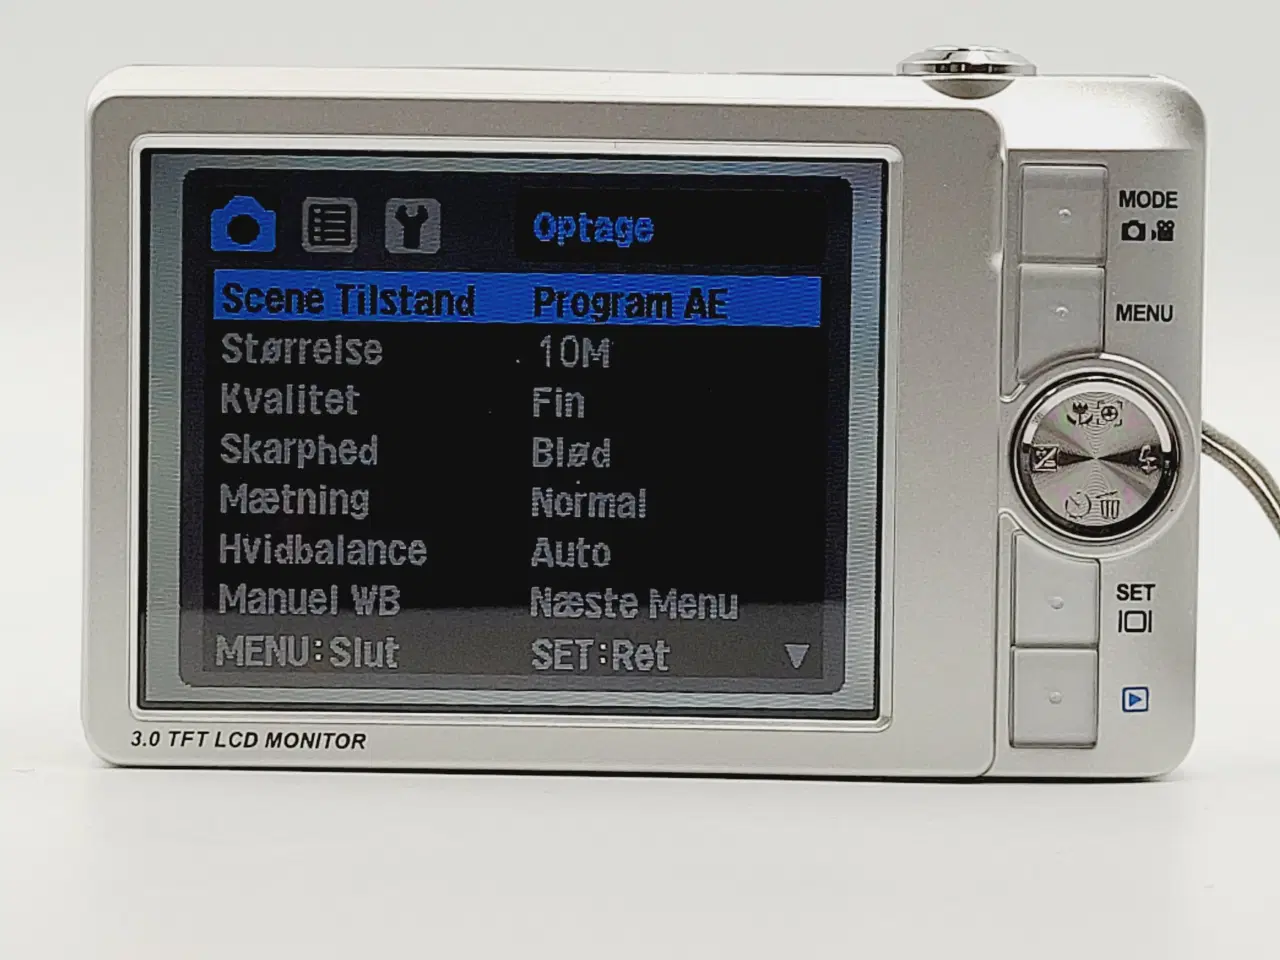 Optage
Scene Tilstand Program AE
Størrelse 10M
Kvalitet Fin
Skarphed Blød
Mætning Normal
Hvidbalance Auto
Manuel WB Næste Menu
MENU:Slut SET:Ret
3.0 TFT LCD MONITOR
MODE
MENU
SET